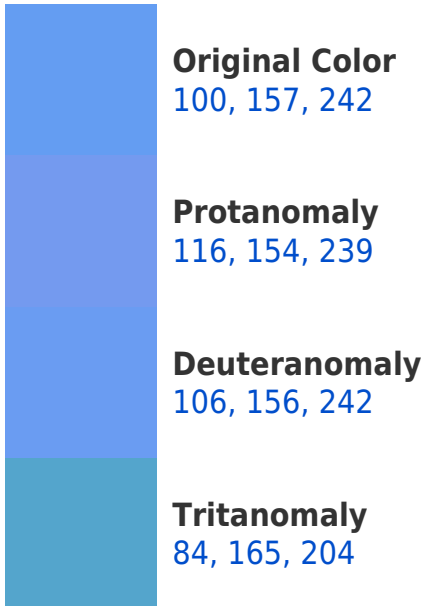 Original Color
100, 157, 242
Protanomaly
116, 154, 239
Deuteranomaly
106, 156, 242
Tritanomaly
84, 165, 204